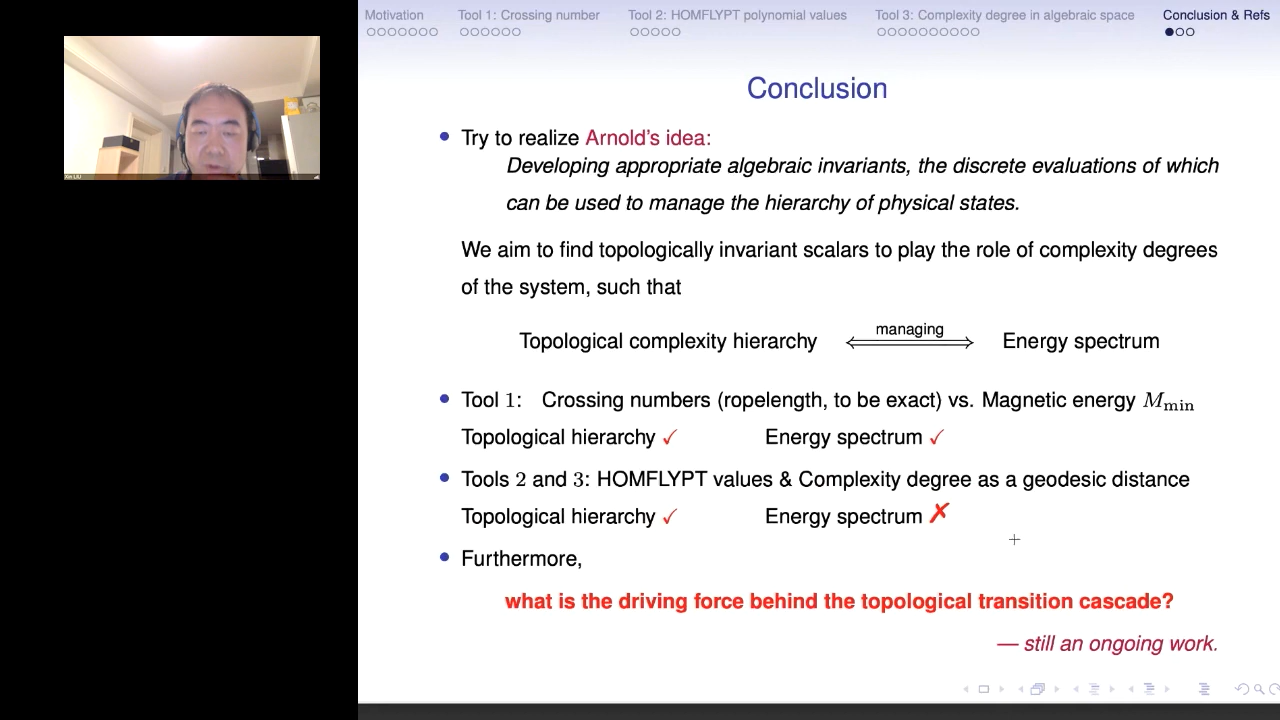 Motivation Tool 1: Crossing number Tool 2: HOMFLYPT polynomial values Tool 3: Complexity degree in algebraic space Conclusion & Refs
Conclusion
Try to realize Arnold's idea:
Developing appropriate algebraic invariants, the discrete evaluations of which
can be used to manage the hierarchy of physical states.
We aim to find topologically invariant scalars to play the role of complexity degrees
of the system, such that
managing
Topological complexity hierarchy ⟺ Energy spectrum
Tool 1: Crossing numbers (ropelength, to be exact) vs. Magnetic energy M_min
Topological hierarchy ✓ Energy spectrum ✓
Tools 2 and 3: HOMFLYPT values & Complexity degree as a geodesic distance
Topological hierarchy ✓ Energy spectrum ✗
Furthermore,
what is the driving force behind the topological transition cascade?
— still an ongoing work.
Xin LIU